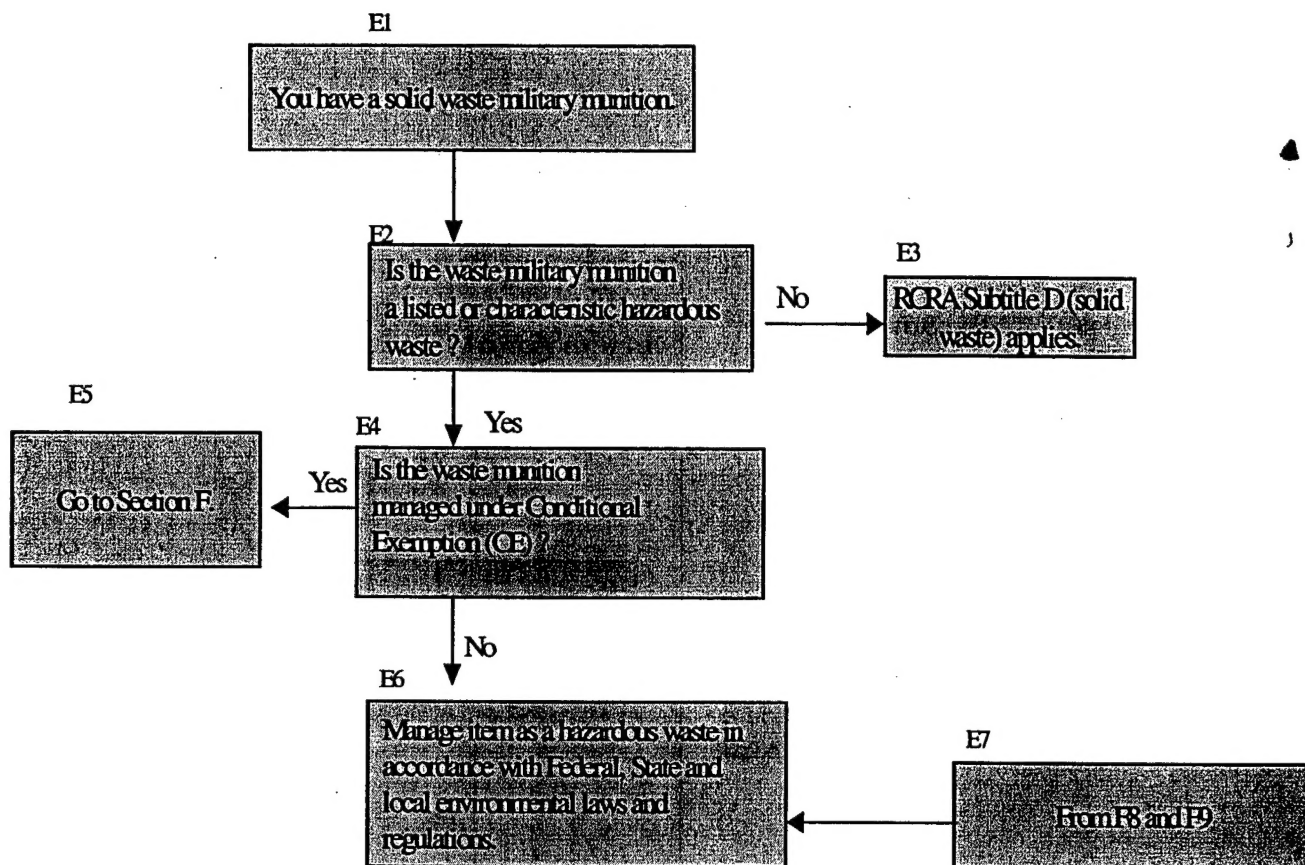 E1
You have a solid waste military munition.
E2
Is the waste military munition
a listed or characteristic hazardous
waste ?
No
E3
RCRA Subtitle D (solid
waste) applies.
Yes
E4
Is the waste munition
managed under Conditional
Exemption (CE) ?
Yes
E5
Go to Section F.
No
E6
Manage item as a hazardous waste in
accordance with Federal, State and
local environmental laws and
regulations.
E7
From F8 and F9